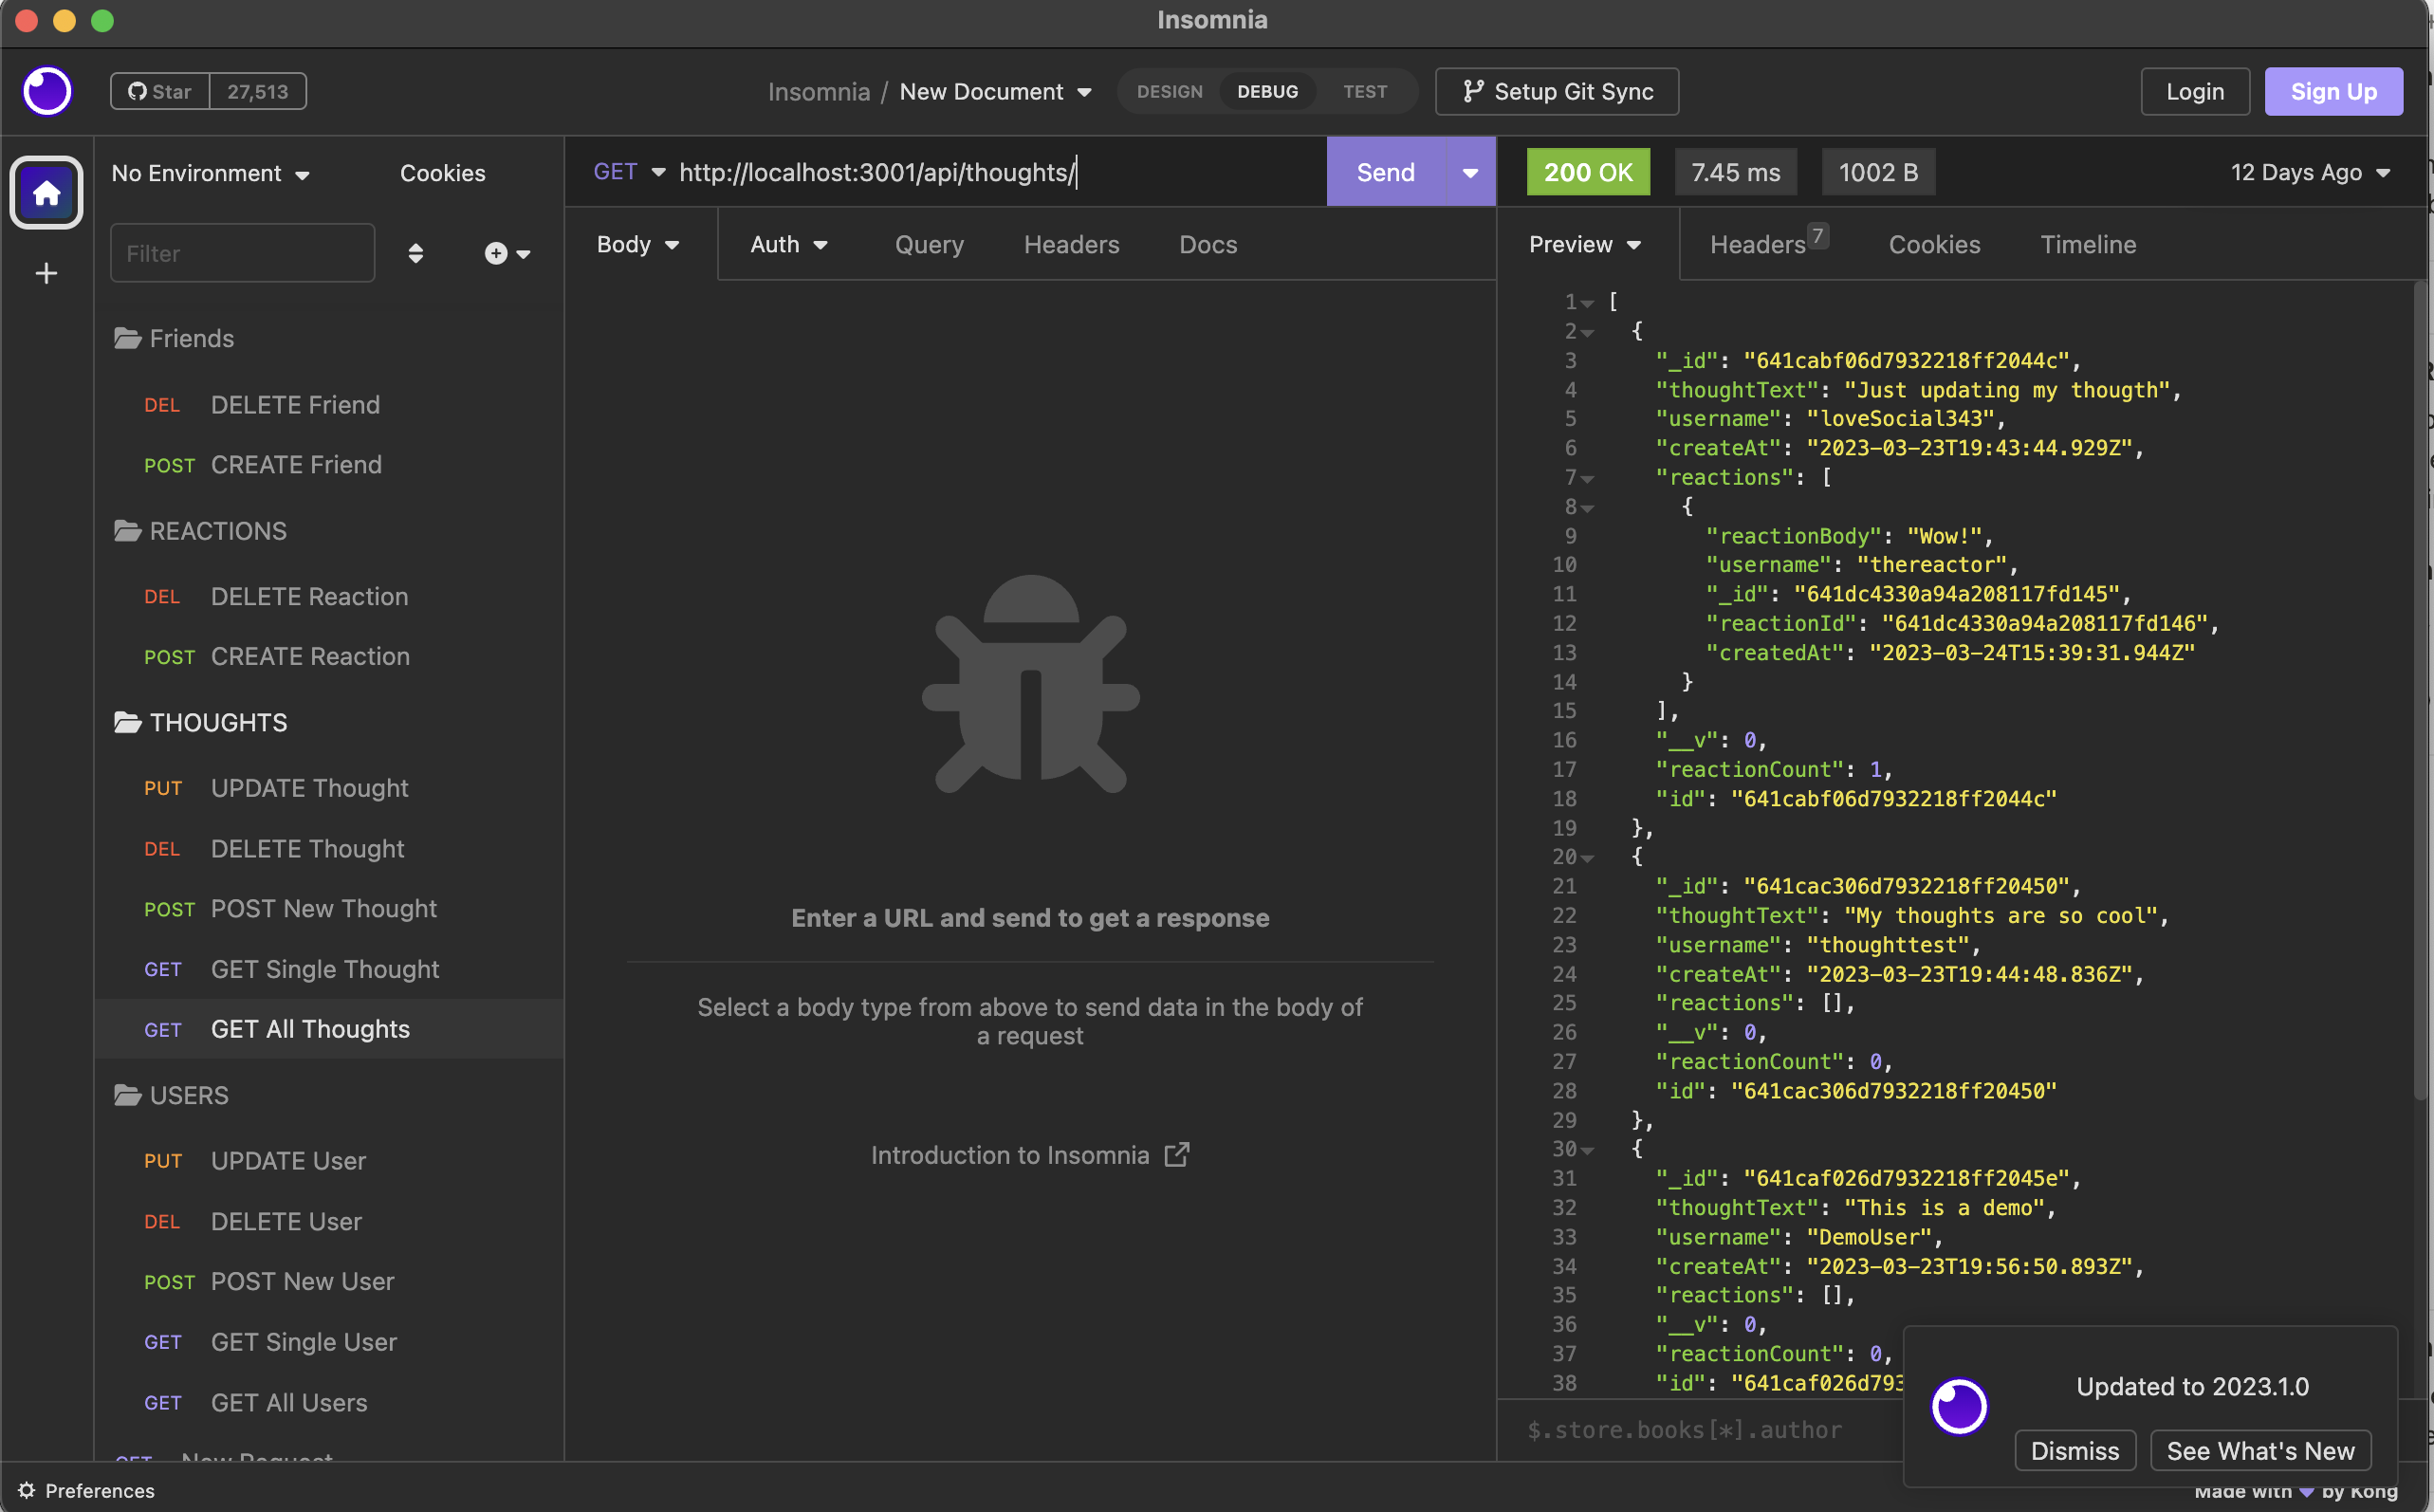 Insomnia
Star 27,513
Insomnia / New Document
DESIGN DEBUG TEST
Setup Git Sync
Login
Sign Up
No Environment
Cookies
Filter
Friends
DEL DELETE Friend
POST CREATE Friend
REACTIONS
DEL DELETE Reaction
POST CREATE Reaction
THOUGHTS
PUT UPDATE Thought
DEL DELETE Thought
POST POST New Thought
GET GET Single Thought
GET GET All Thoughts
USERS
PUT UPDATE User
DEL DELETE User
POST POST New User
GET GET Single User
GET GET All Users
GET New Request
Preferences
GET http://localhost:3001/api/thoughts/
Send
Body Auth Query Headers Docs
Enter a URL and send to get a response
Select a body type from above to send data in the body of
a request
Introduction to Insomnia
200 OK 7.45 ms 1002 B
12 Days Ago
Preview Headers 7 Cookies Timeline
1 [
2 {
3 "_id": "641cabf06d7932218ff2044c",
4 "thoughtText": "Just updating my thougth",
5 "username": "loveSocial343",
6 "createAt": "2023-03-23T19:43:44.929Z",
7 "reactions": [
8 {
9 "reactionBody": "Wow!",
10 "username": "thereactor",
11 "_id": "641dc4330a94a208117fd145",
12 "reactionId": "641dc4330a94a208117fd146",
13 "createdAt": "2023-03-24T15:39:31.944Z"
14 }
15 ],
16 "__v": 0,
17 "reactionCount": 1,
18 "id": "641cabf06d7932218ff2044c"
19 },
20 {
21 "_id": "641cac306d7932218ff20450",
22 "thoughtText": "My thoughts are so cool",
23 "username": "thoughttest",
24 "createAt": "2023-03-23T19:44:48.836Z",
25 "reactions": [],
26 "__v": 0,
27 "reactionCount": 0,
28 "id": "641cac306d7932218ff20450"
29 },
30 {
31 "_id": "641caf026d7932218ff2045e",
32 "thoughtText": "This is a demo",
33 "username": "DemoUser",
34 "createAt": "2023-03-23T19:56:50.893Z",
35 "reactions": [],
36 "__v": 0,
37 "reactionCount": 0,
38 "id": "641caf026d793
$.store.books[*].author
Updated to 2023.1.0
Dismiss
See What's New
Made with by Kong